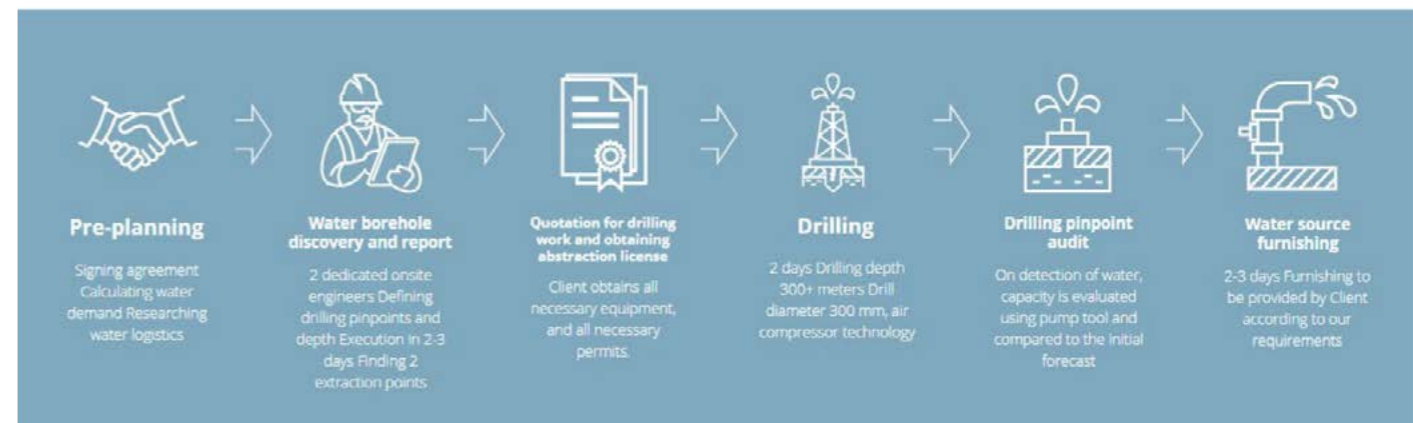 Pre-planning
Signing agreement
Calculating water
demand Researching
water logistics
Water borehole
discovery and report
2 dedicated onsite
engineers Defining
drilling pinpoints and
depth Execution in 2-3
days Finding 2
extraction points
Quotation for drilling
work and obtaining
abstraction license
Client obtains all
necessary equipment,
and all necessary
permits.
Drilling
2 days Drilling depth
300+ meters Drill
diameter 300 mm, air
compressor technology
Drilling pinpoint
audit
On detection of water,
capacity is evaluated
using pump tool and
compared to the initial
forecast
Water source
furnishing
2-3 days Furnishing to
be provided by Client
according to our
requirements